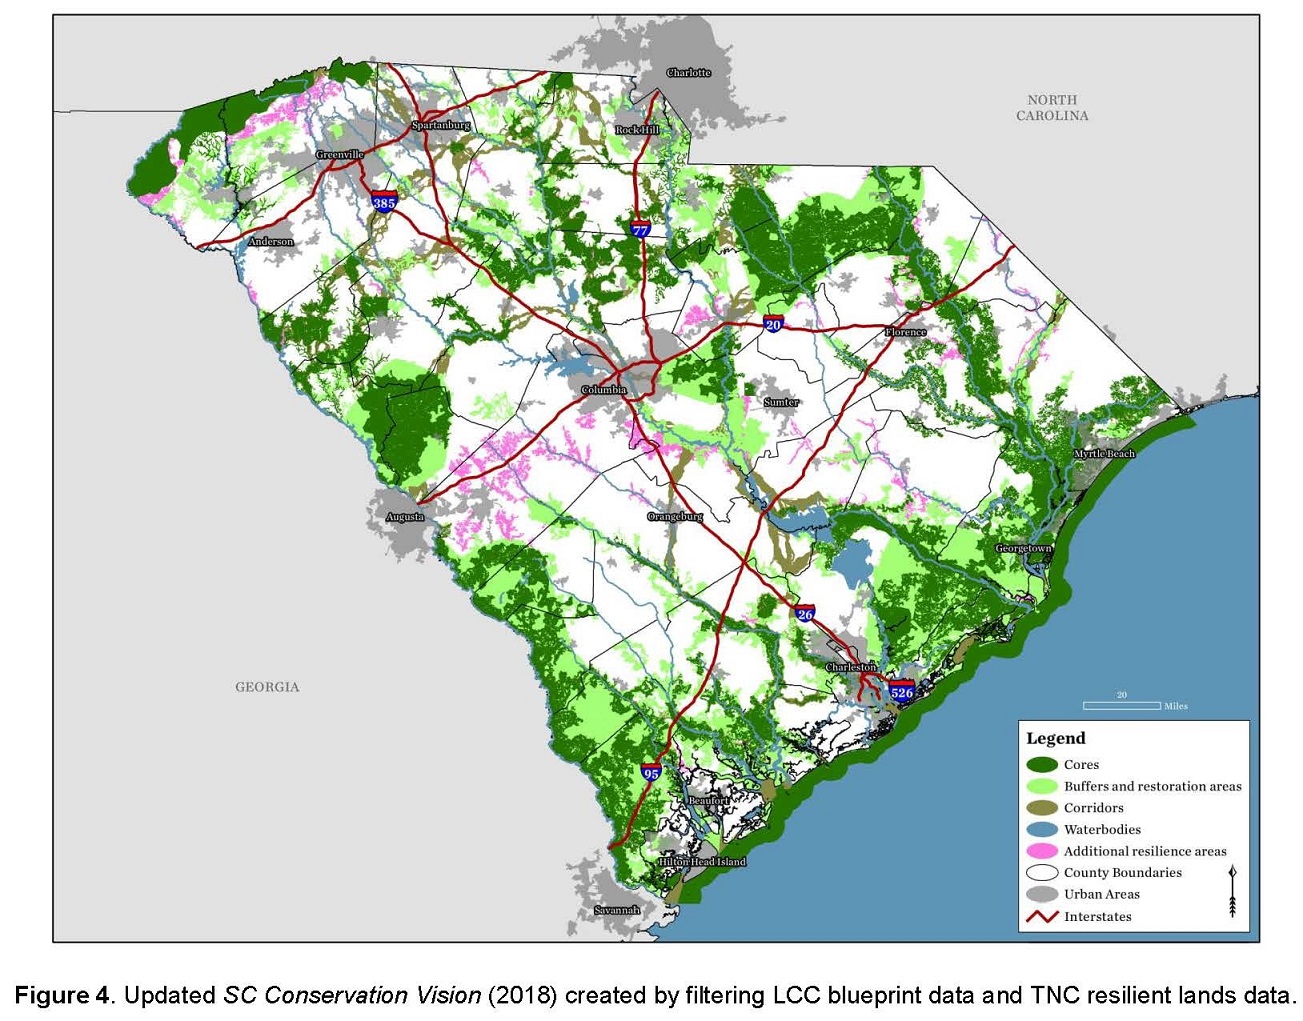 Charlotte
NORTH
CAROLINA
Spartanburg
Rock Hill
Greenville
385
77
Anderson
20
Florence
Columbia
Sumter
Myrtle Beach
Augusta
Orangeburg
Georgetown
26
Charleston
GEORGIA
526
20
Miles
95
Beaufort
Hilton Head Island
Savannah
Legend
Cores
Buffers and restoration areas
Corridors
Waterbodies
Additional resilience areas
County Boundaries
Urban Areas
Interstates
Figure 4. Updated SC Conservation Vision (2018) created by filtering LCC blueprint data and TNC resilient lands data.